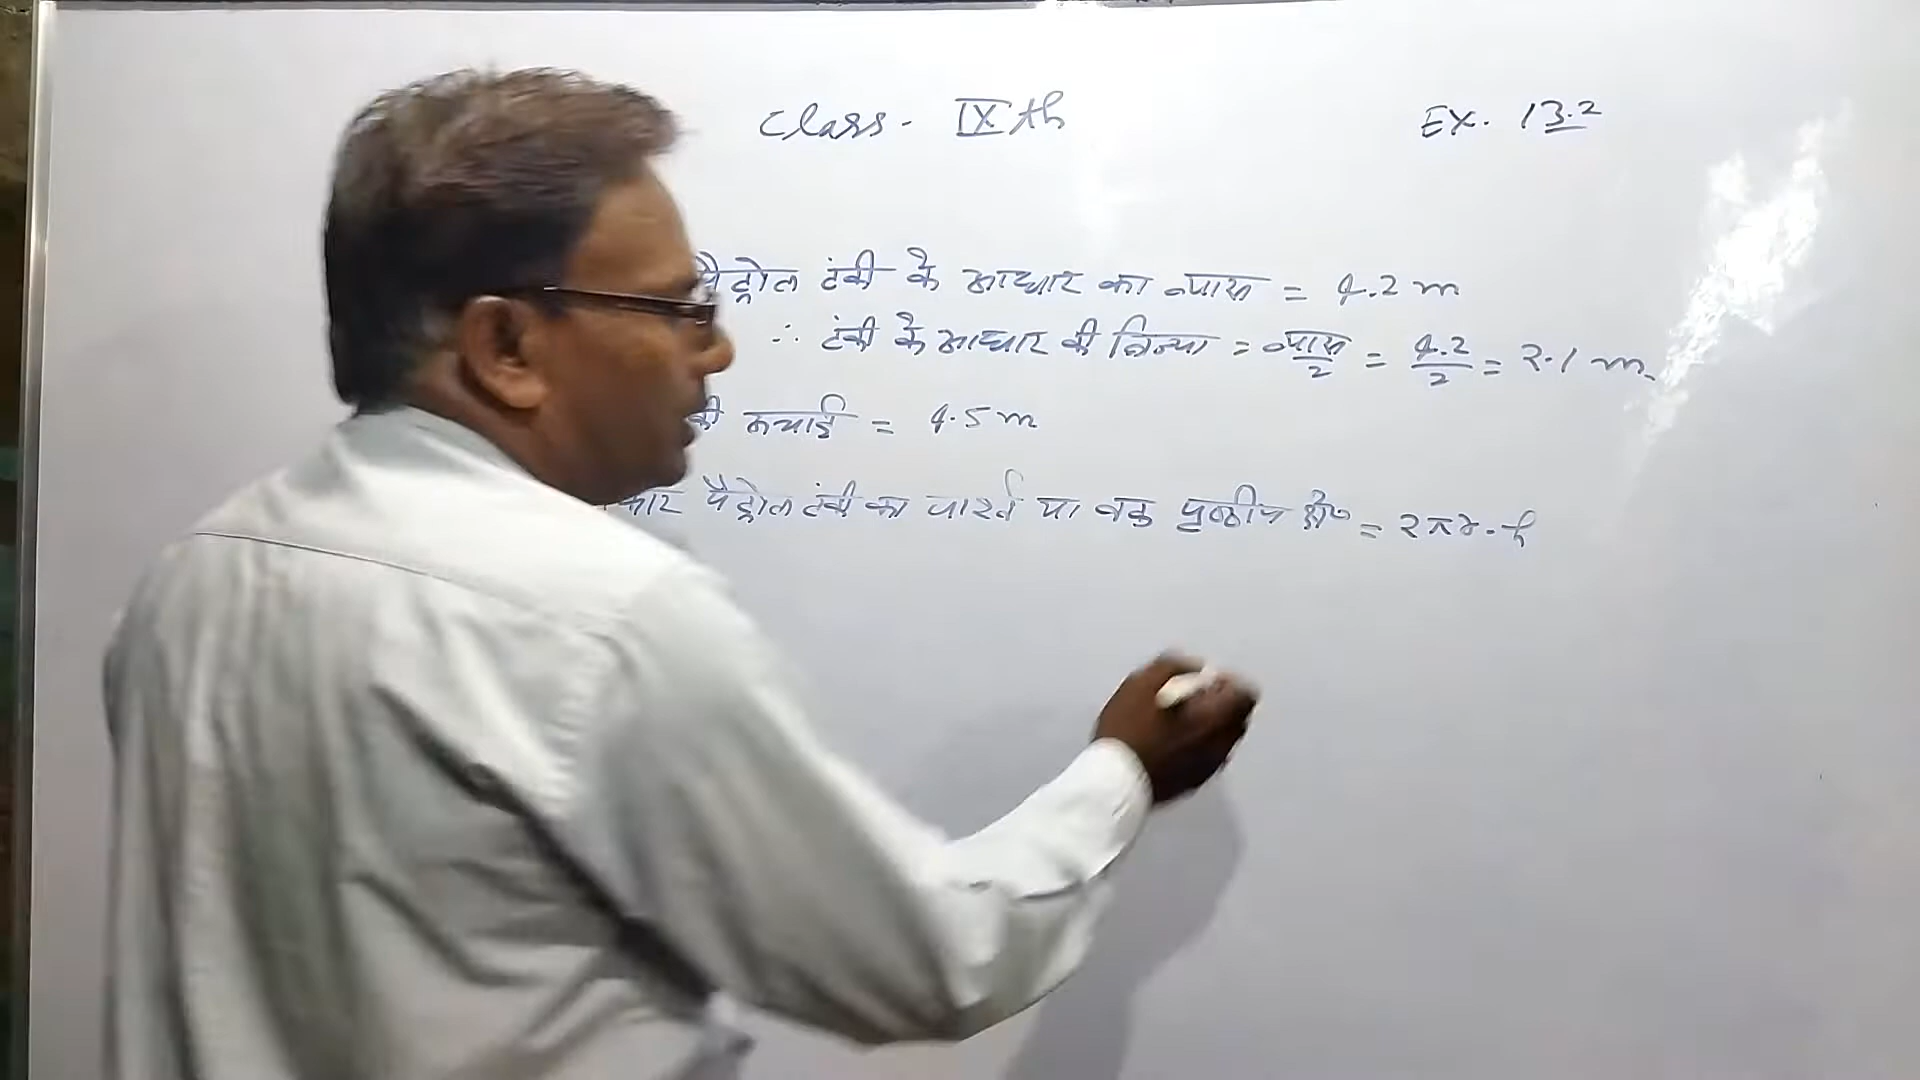 Class - IXth
Ex. 13.2
पैट्रोल टंकी के आधार का व्यास = 4.2 m
∴ टंकी के आधार की त्रिज्या = व्यास/2 = 4.2/2 = 2.1 m.
की ऊचाई = 4.5 m
कार पैट्रोल टंकी का पार्श्व या वक्र पृष्ठीय क्षे० = 2πr.h